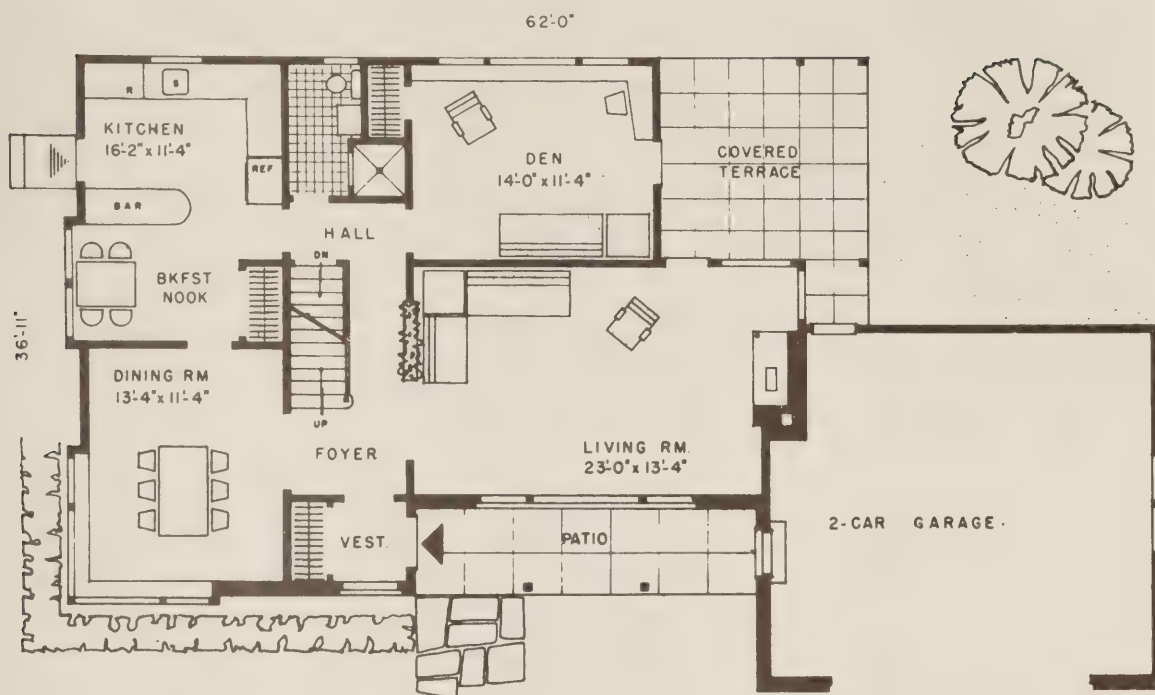 62'-0"
R
S
KITCHEN
16'-2" x 11'-4"
REF
BAR
DEN
14'-0" x 11'-4"
COVERED
TERRACE
HALL
DN
BKFST
NOOK
36'-11"
DINING RM
13'-4" x 11'-4"
UP
FOYER
LIVING RM.
23'-0" x 13'-4"
VEST.
PATIO
2-CAR GARAGE